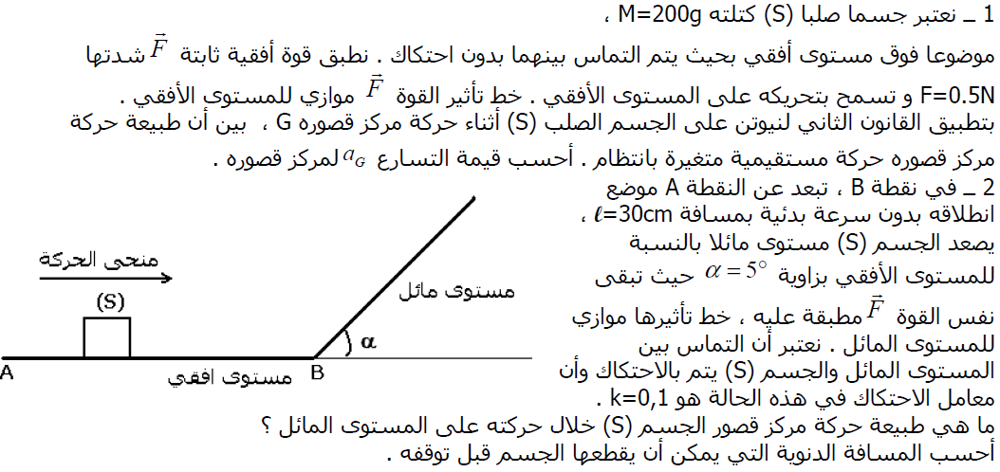 1 ــ نعتبر جسما صلبا (S) كتلته M=200g ،
موضوعا فوق مستوى أفقي بحيث يتم التماس بينهما بدون احتكاك . نطبق قوة أفقية ثابتة F⃗ شدتها
F=0.5N و تسمح بتحريكه على المستوى الأفقي . خط تأثير القوة F⃗ موازي للمستوى الأفقي .
بتطبيق القانون الثاني لنيوتن على الجسم الصلب (S) أثناء حركة مركز قصوره G ، بين أن طبيعة حركة
مركز قصوره حركة مستقيمية متغيرة بانتظام . أحسب قيمة التسارع a_G لمركز قصوره .
2 ــ في نقطة B ، تبعد عن النقطة A موضع
انطلاقه بدون سرعة بدئية بمسافة ℓ=30cm ،
يصعد الجسم (S) مستوى مائلا بالنسبة
للمستوى الأفقي بزاوية α = 5° حيث تبقى
نفس القوة F⃗ مطبقة عليه ، خط تأثيرها موازي
للمستوى المائل . نعتبر أن التماس بين
المستوى المائل والجسم (S) يتم بالاحتكاك وأن
معامل الاحتكاك في هذه الحالة هو k=0,1 .
ما هي طبيعة حركة مركز قصور الجسم (S) خلال حركته على المستوى المائل ؟
أحسب المسافة الدنوية التي يمكن أن يقطعها الجسم قبل توقفه .
منحى الحركة
(S)
مستوى مائل
α
A
مستوى افقي
B